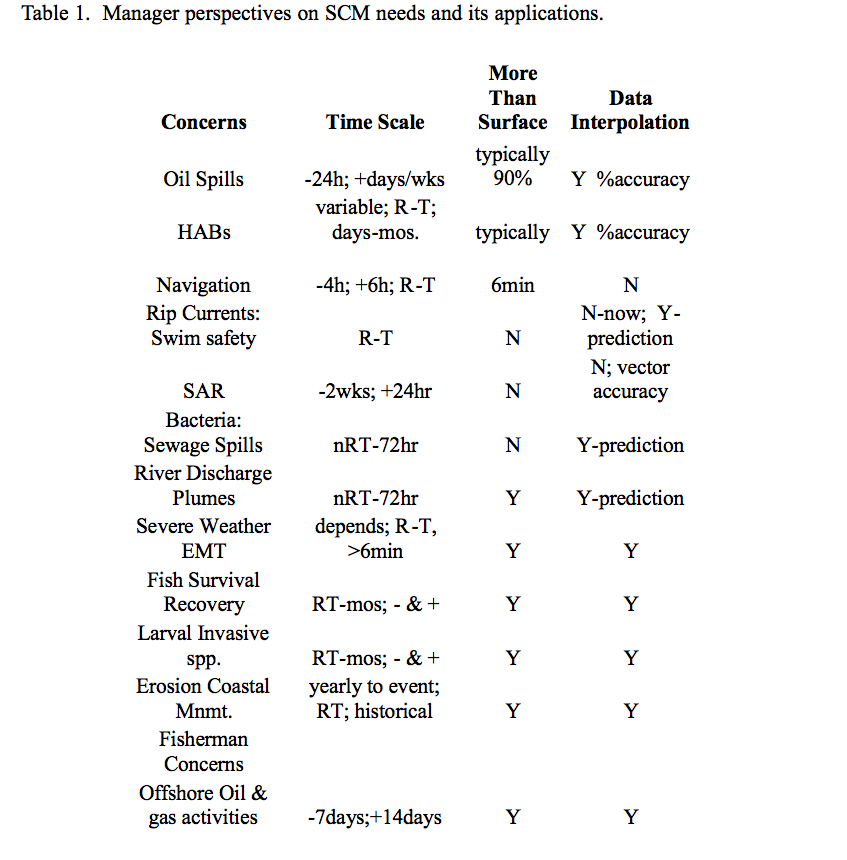 Table 1.  Manager perspectives on SCM needs and its applications.
More
Than Data
Concerns Time Scale Surface Interpolation
typically
Oil Spills -24h; +days/wks 90% Y %accuracy
variable; R-T;
HABs days-mos. typically Y %accuracy
Navigation -4h; +6h; R-T 6min N
Rip Currents: N-now; Y-
Swim safety R-T N prediction
N; vector
SAR -2wks; +24hr N accuracy
Bacteria:
Sewage Spills nRT-72hr N Y-prediction
River Discharge
Plumes nRT-72hr Y Y-prediction
Severe Weather depends; R-T,
EMT >6min Y Y
Fish Survival
Recovery RT-mos; - & + Y Y
Larval Invasive
spp. RT-mos; - & + Y Y
Erosion Coastal yearly to event;
Mnmt. RT; historical Y Y
Fisherman
Concerns
Offshore Oil &
gas activities -7days;+14days Y Y